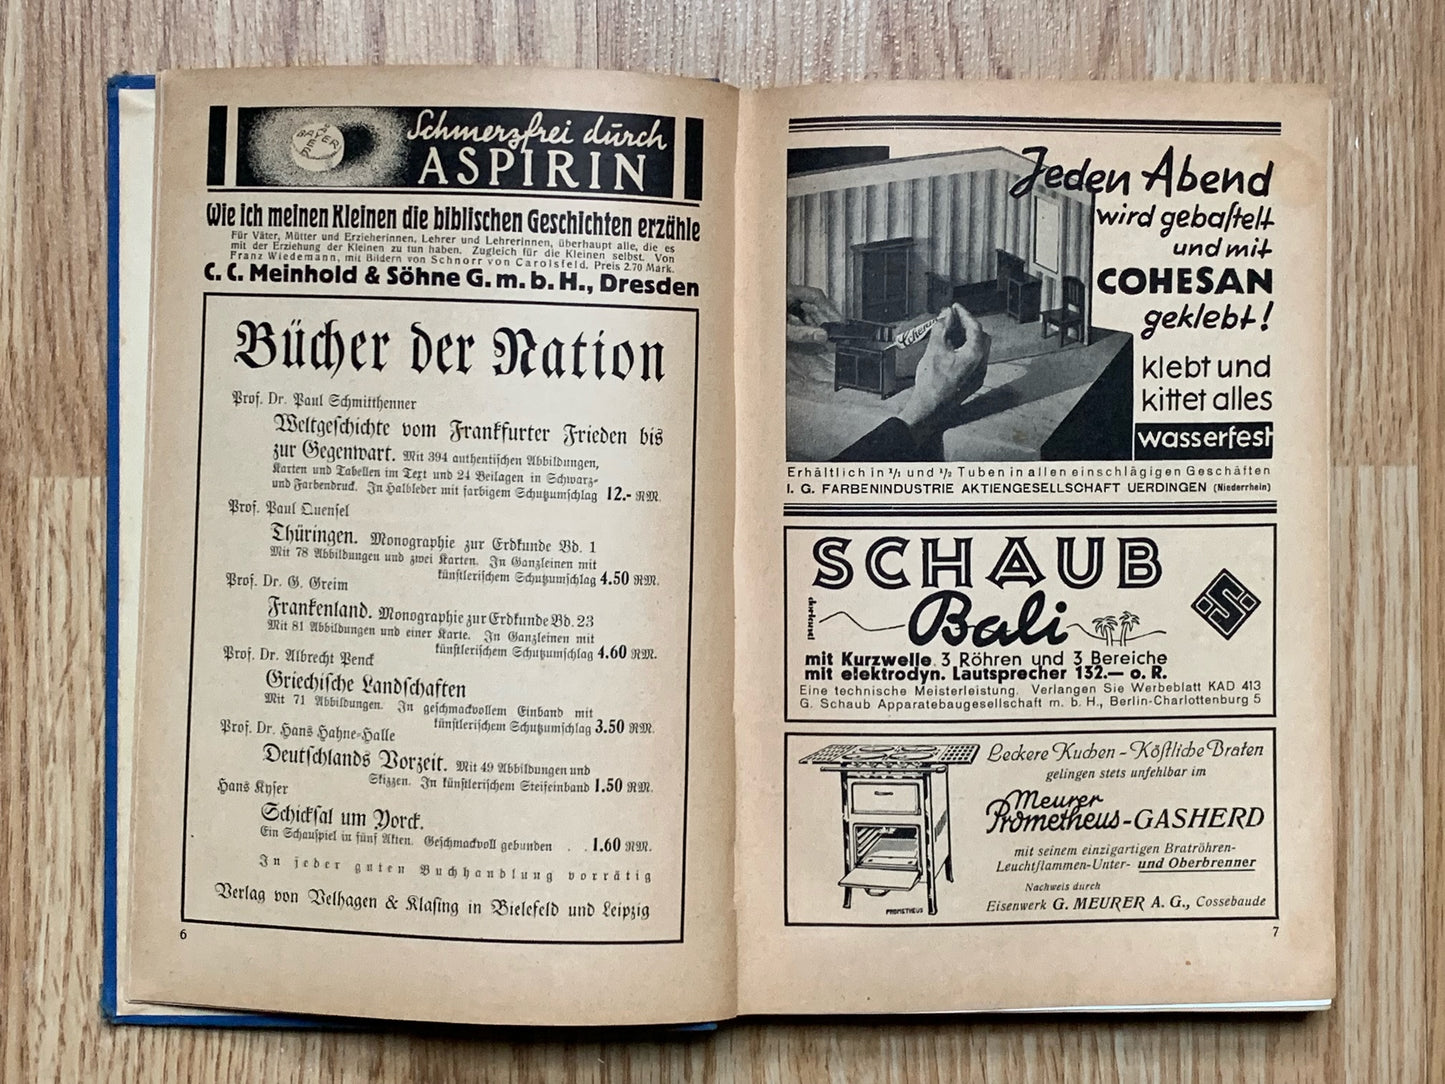 BAYER
BAYER
Schmerzfrei durch
ASPIRIN
Wie ich meinen Kleinen die biblischen Geschichten erzähle
Für Väter, Mütter und Erzieherinnen, Lehrer und Lehrerinnen, überhaupt alle, die es
mit der Erziehung der Kleinen zu tun haben. Zugleich für die Kleinen selbst. Von
Franz Wiedemann, mit Bildern von Schnorr von Carolsfeld. Preis 2.70 Mark.
C. C. Meinhold & Söhne G. m. b. H., Dresden
Bücher der Nation
Prof. Dr. Paul Schmitthenner
Weltgeschichte vom Frankfurter Frieden bis
zur Gegenwart. Mit 394 authentischen Abbildungen,
Karten und Tabellen im Text und 24 Beilagen in Schwarz-
und Farbendruck. In Halbleder mit farbigem Schutzumschlag 12.- RM.
Prof. Paul Quensel
Thüringen. Monographie zur Erdkunde Bd. 1
Mit 78 Abbildungen und zwei Karten. In Ganzleinen mit
künstlerischem Schutzumschlag 4.50 RM.
Prof. Dr. G. Greim
Frankenland. Monographie zur Erdkunde Bd. 23
Mit 81 Abbildungen und einer Karte. In Ganzleinen mit
künstlerischem Schutzumschlag 4.60 RM.
Prof. Dr. Albrecht Penck
Griechische Landschaften
Mit 71 Abbildungen. In geschmackvollem Einband mit
künstlerischem Schutzumschlag 3.50 RM.
Prof. Dr. Hans Hahne-Halle
Deutschlands Vorzeit. Mit 49 Abbildungen und
Skizzen. In künstlerischem Steifeinband 1.50 RM.
Hans Kyser
Schicksal um Yorck.
Ein Schauspiel in fünf Akten. Geschmackvoll gebunden . . 1.60 RM.
In jeder guten Buchhandlung vorrätig
Verlag von Velhagen & Klasing in Bielefeld und Leipzig
6
Jeden Abend
wird gebastelt
und mit
COHESAN
geklebt!
klebt und
kittet alles
wasserfest
Erhältlich in 1/1 und 1/2 Tuben in allen einschlägigen Geschäften
I. G. FARBENINDUSTRIE AKTIENGESELLSCHAFT UERDINGEN (Niederrhein)
SCHAUB
Bali
S
mit Kurzwelle 3 Röhren und 3 Bereiche
mit elektrodyn. Lautsprecher 132.— o. R.
Eine technische Meisterleistung. Verlangen Sie Werbeblatt KAD 413
G. Schaub Apparatebaugesellschaft m. b. H., Berlin-Charlottenburg 5
Leckere Kuchen - Köstliche Braten
gelingen stets unfehlbar im
Meurer
Prometheus-GASHERD
mit seinem einzigartigen Bratröhren-
Leuchtflammen-Unter- und Oberbrenner
Nachweis durch
Eisenwerk G. MEURER A. G., Cossebaude
PROMETHEUS
7